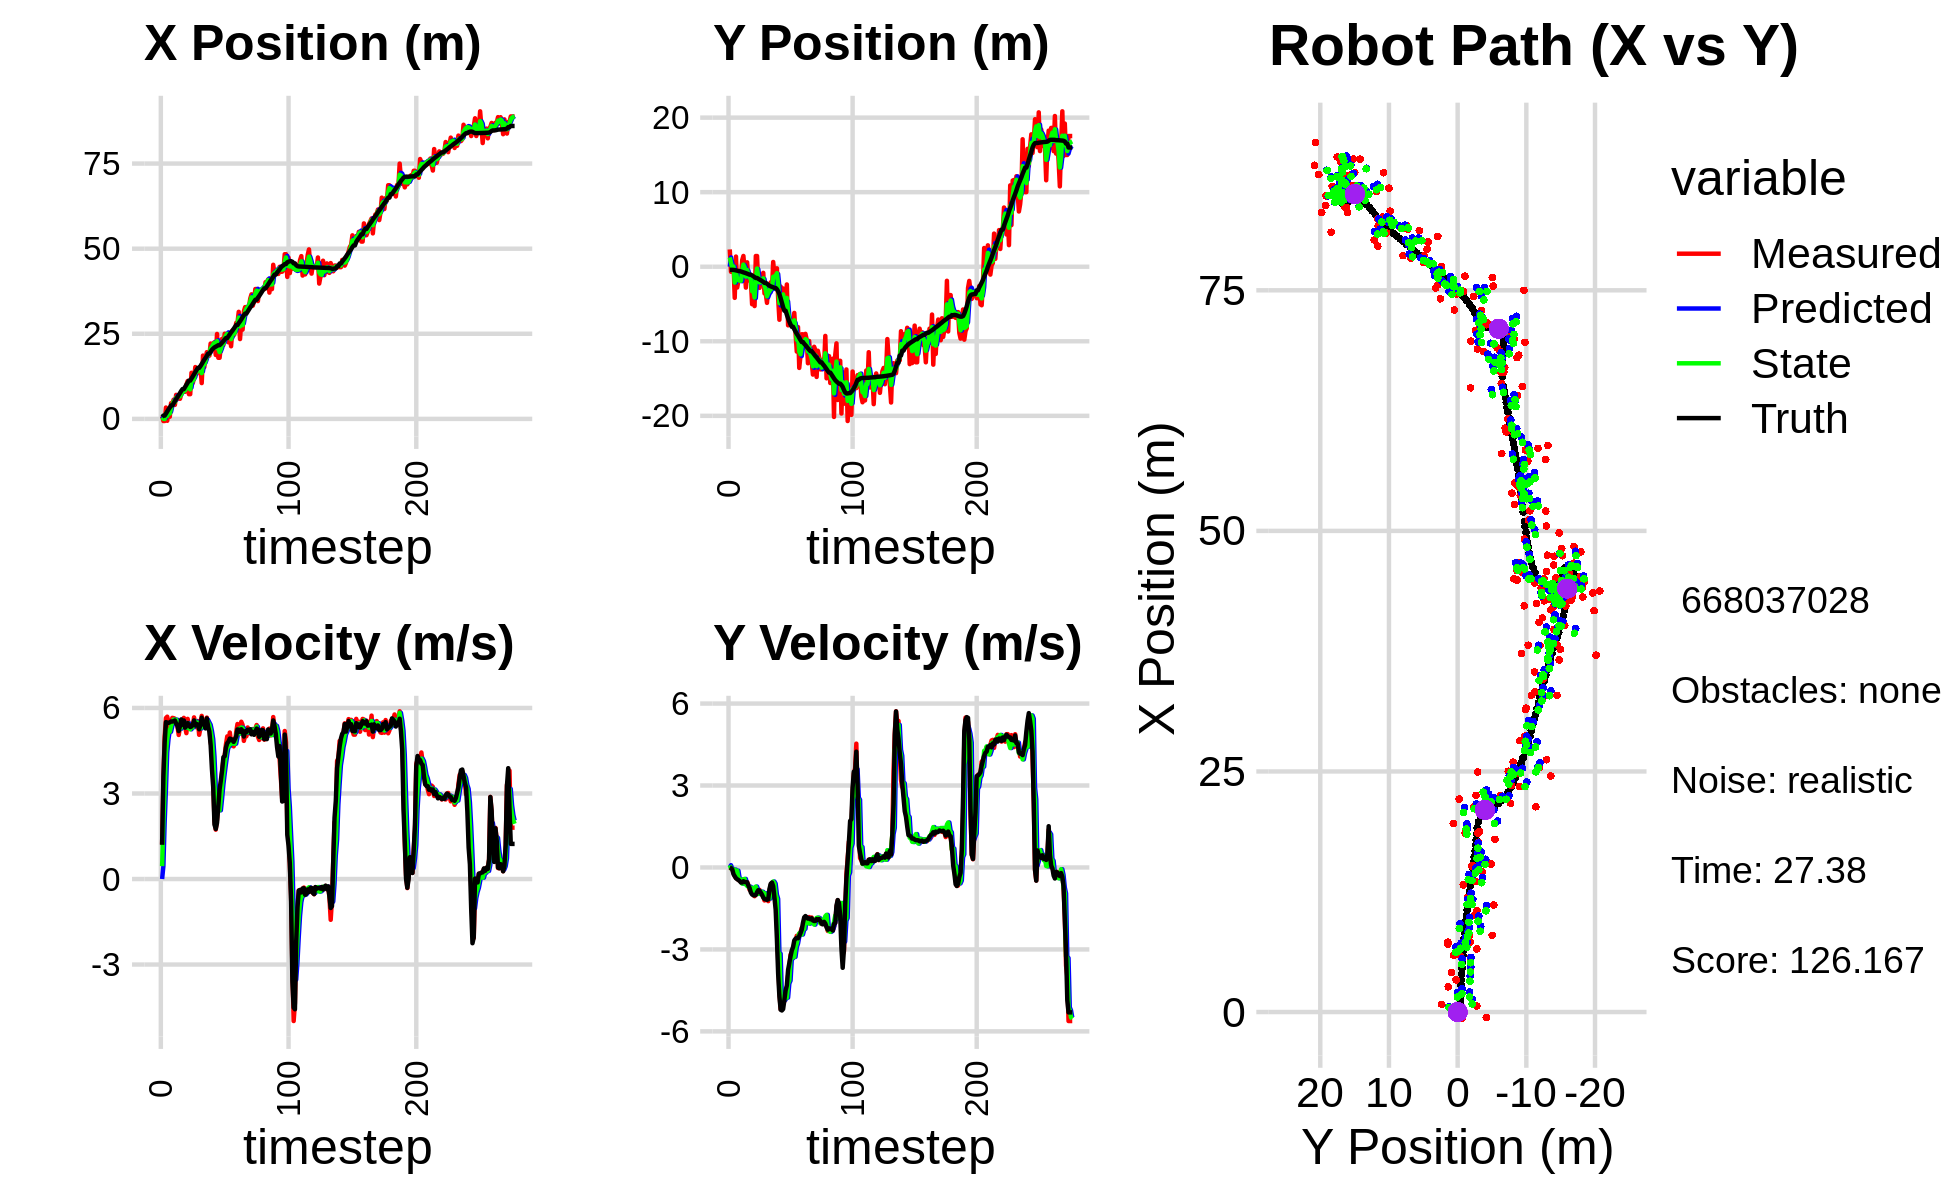 X Position (m)
75
50
25
0
0
100
200
timestep
Y Position (m)
20
10
0
-10
-20
0
100
200
timestep
X Velocity (m/s)
6
3
0
-3
0
100
200
timestep
Y Velocity (m/s)
6
3
0
-3
-6
0
100
200
timestep
Robot Path (X vs Y)
X Position (m)
75
50
25
0
20 10 0 -10 -20
Y Position (m)
variable
Measured
Predicted
State
Truth
668037028
Obstacles: none
Noise: realistic
Time: 27.38
Score: 126.167